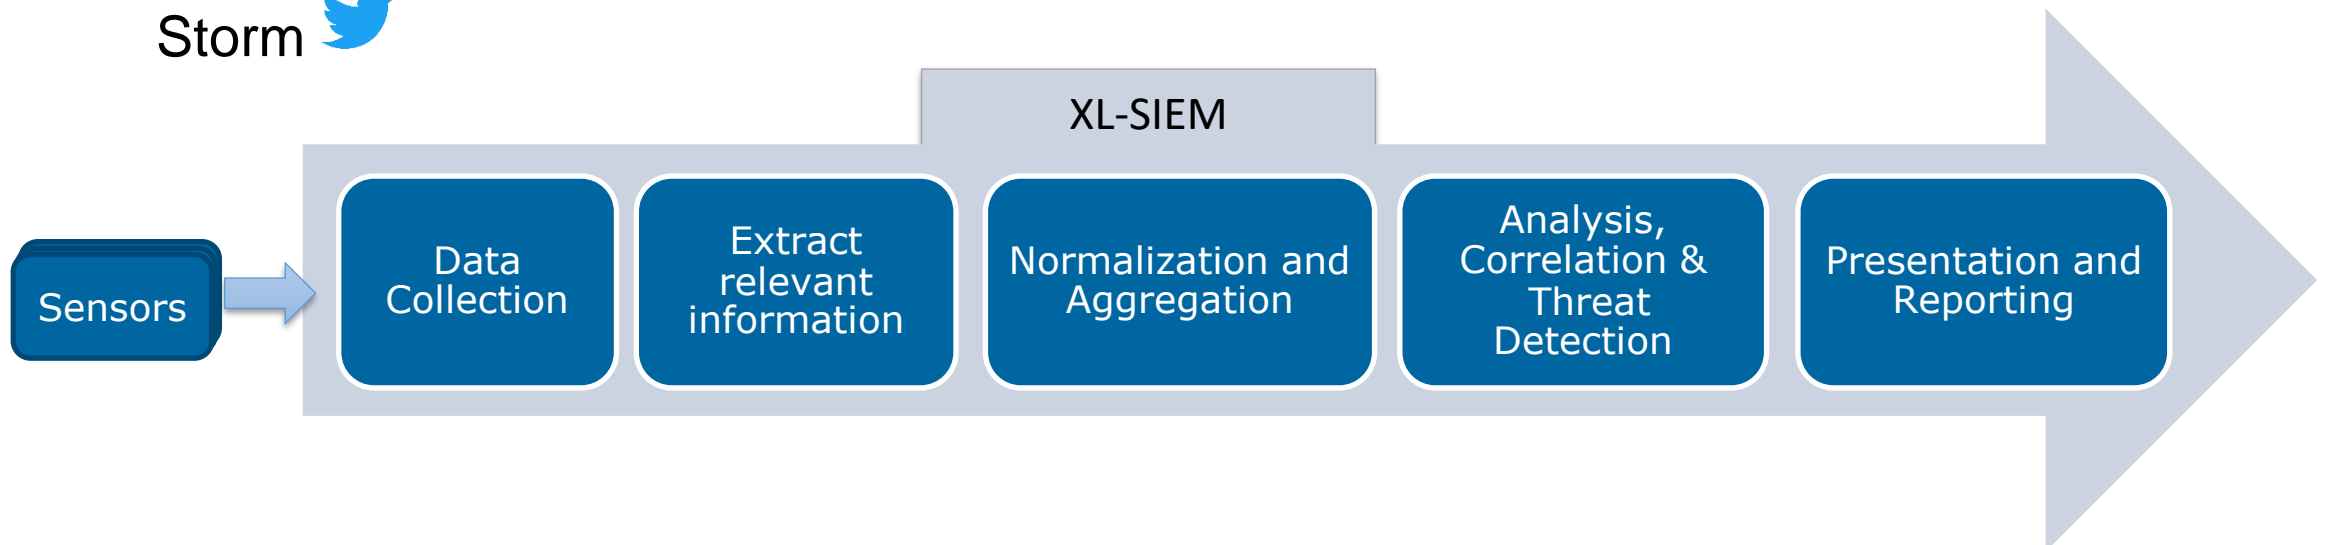 Storm
XL-SIEM
Sensors
Data
Collection
Extract
relevant
information
Normalization and
Aggregation
Analysis,
Correlation &
Threat
Detection
Presentation and
Reporting